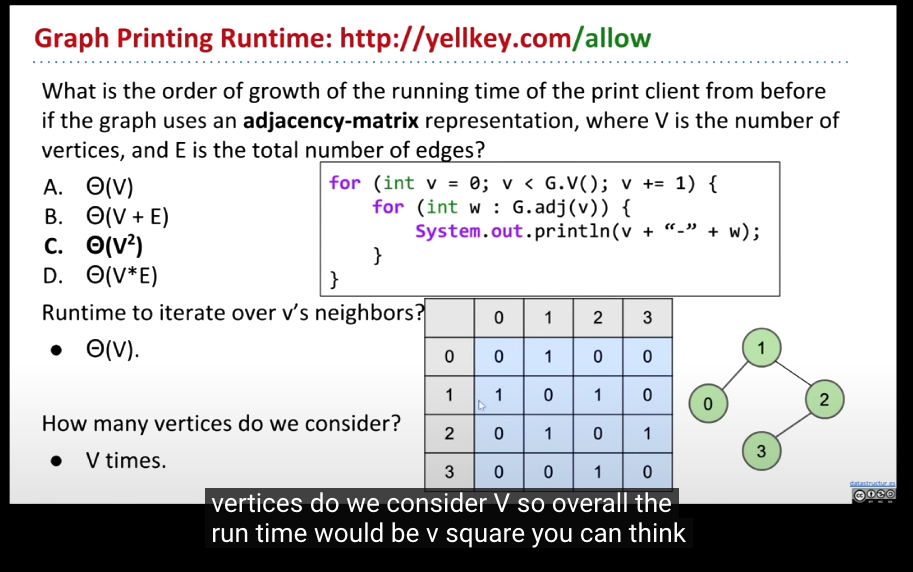 Graph Printing Runtime: http://yellkey.com/allow
What is the order of growth of the running time of the print client from before
if the graph uses an adjacency-matrix representation, where V is the number of
vertices, and E is the total number of edges?
A. Θ(V)
B. Θ(V + E)
C. Θ(V²)
D. Θ(V*E)
for (int v = 0; v < G.V(); v += 1) {
for (int w : G.adj(v)) {
System.out.println(v + “-” + w);
}
}
Runtime to iterate over v’s neighbors?
● Θ(V).
How many vertices do we consider?
● V times.
0 1 2 3
0 0 1 0 0
1 1 0 1 0
2 0 1 0 1
3 0 0 1 0
1
0
2
3
datastructur.es
vertices do we consider V so overall the
run time would be v square you can think